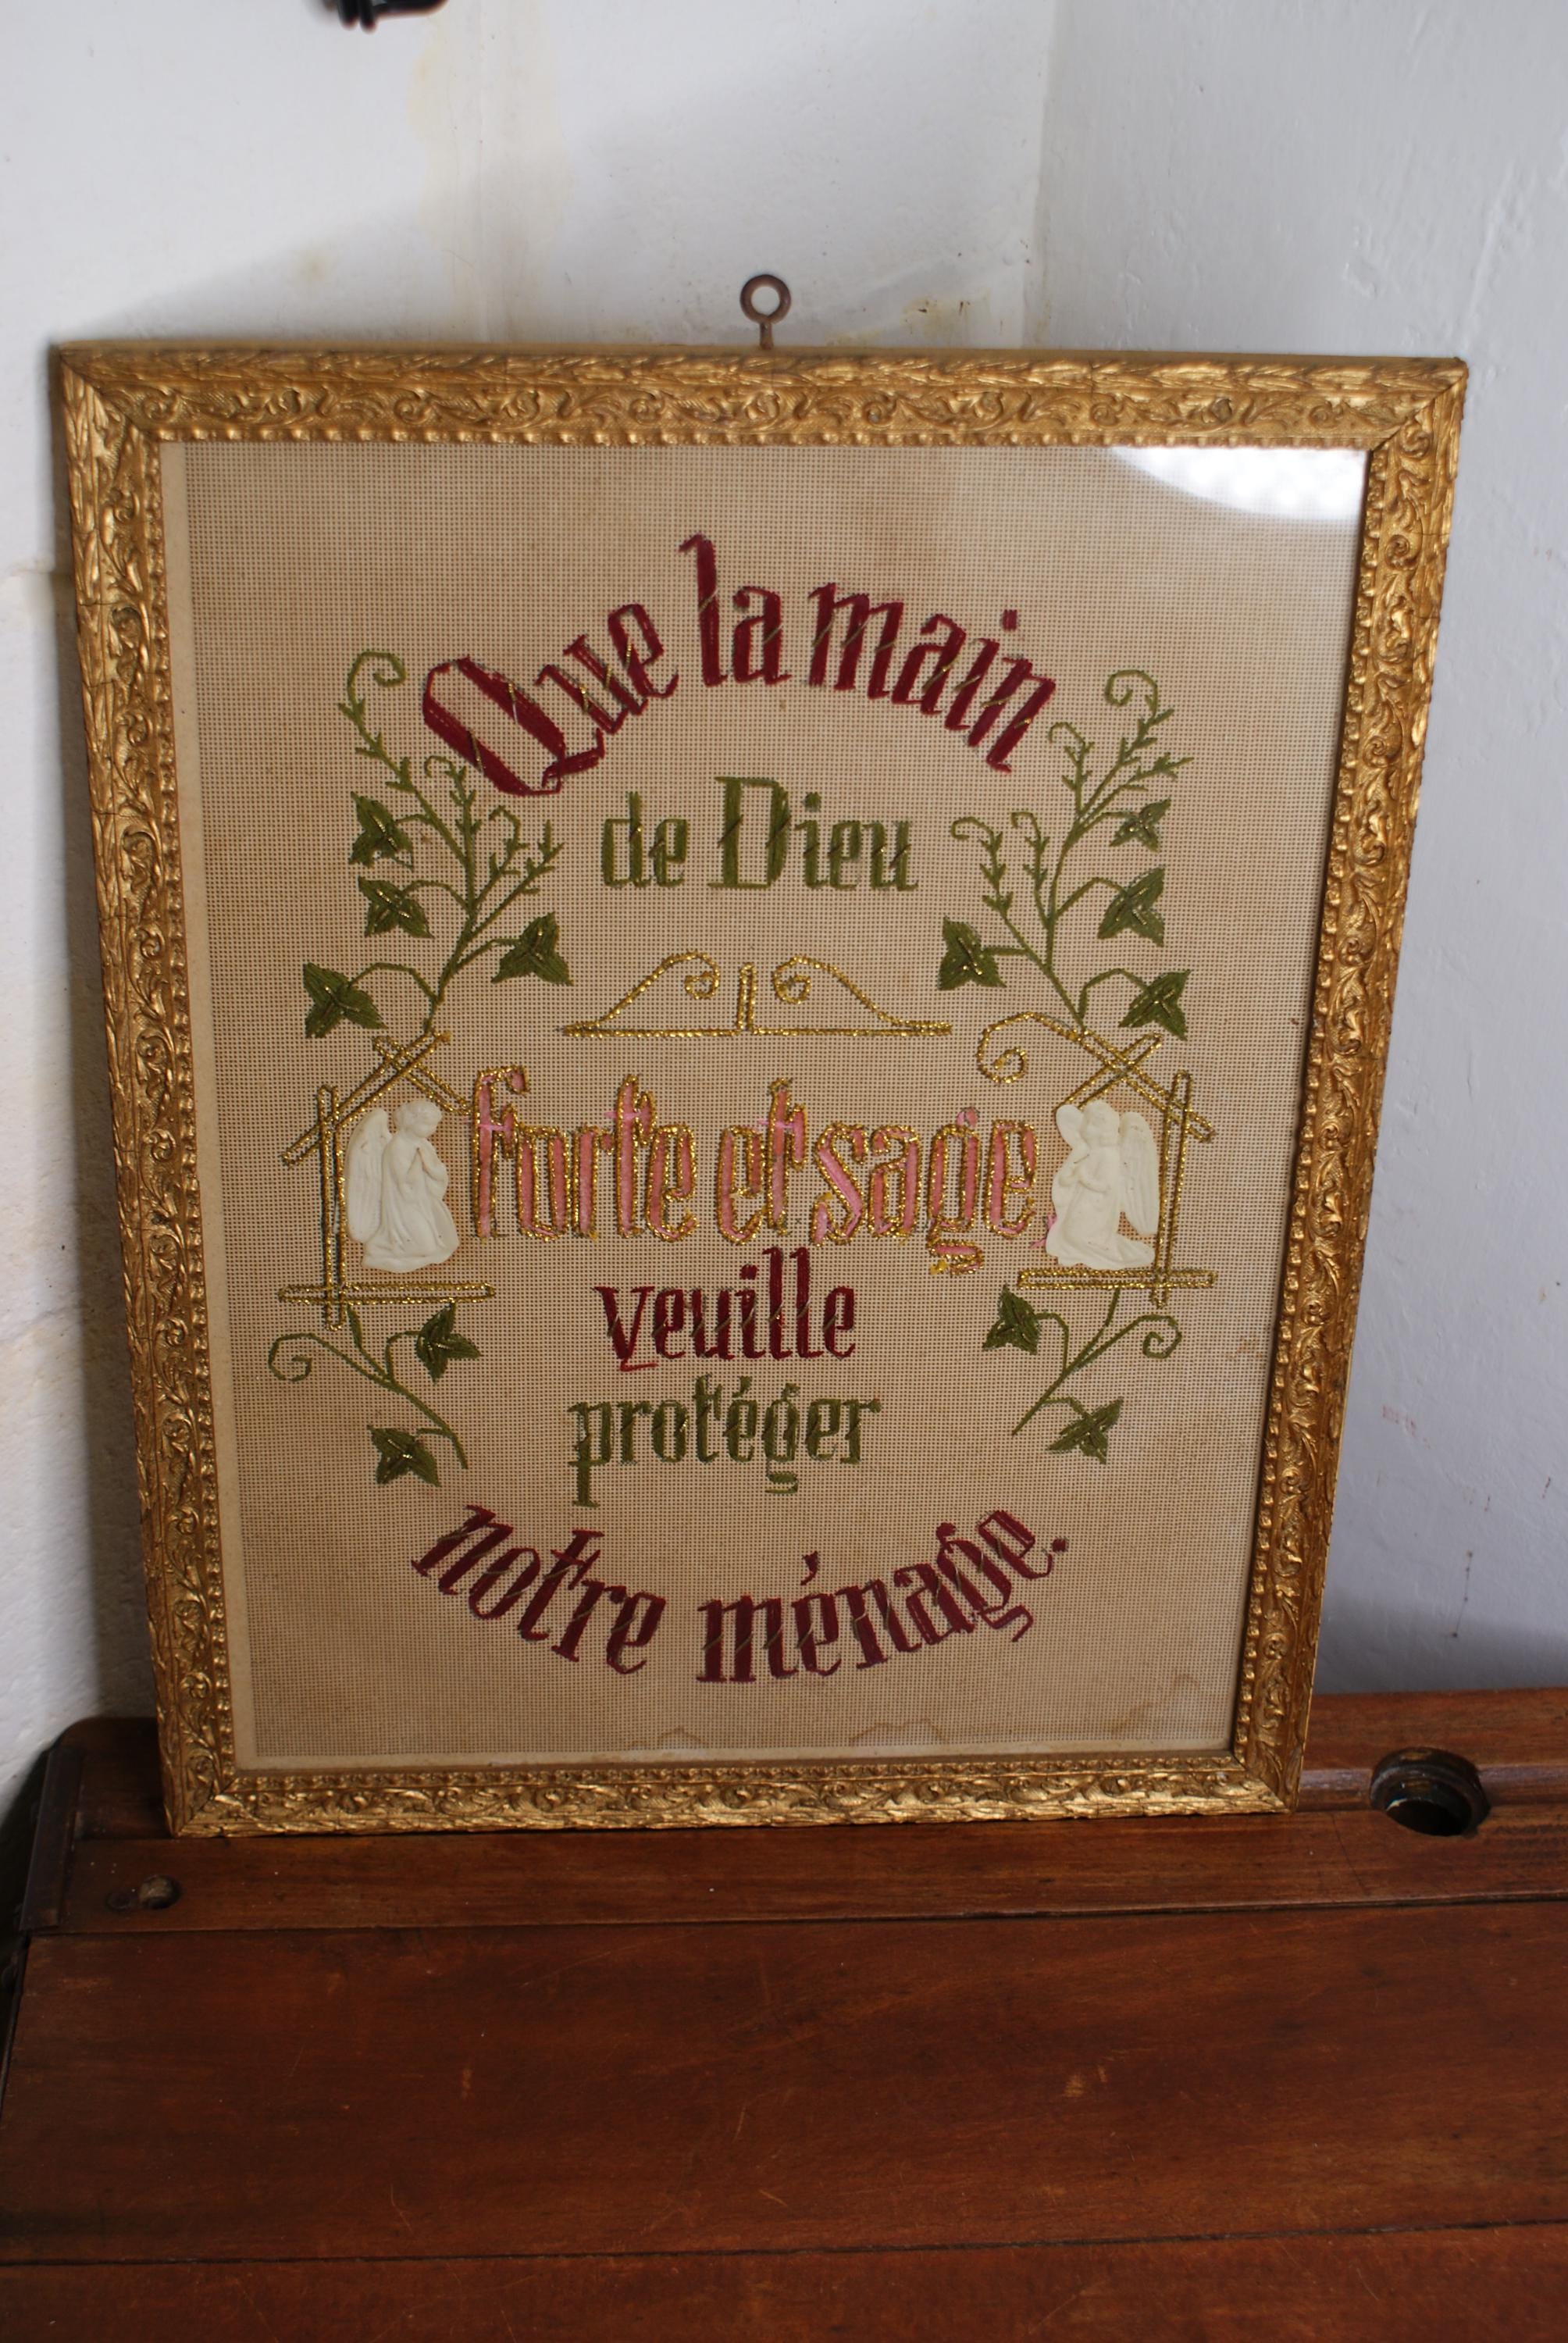 Que la main
de Dieu
forte et sage
veuille
protéger
notre ménage.